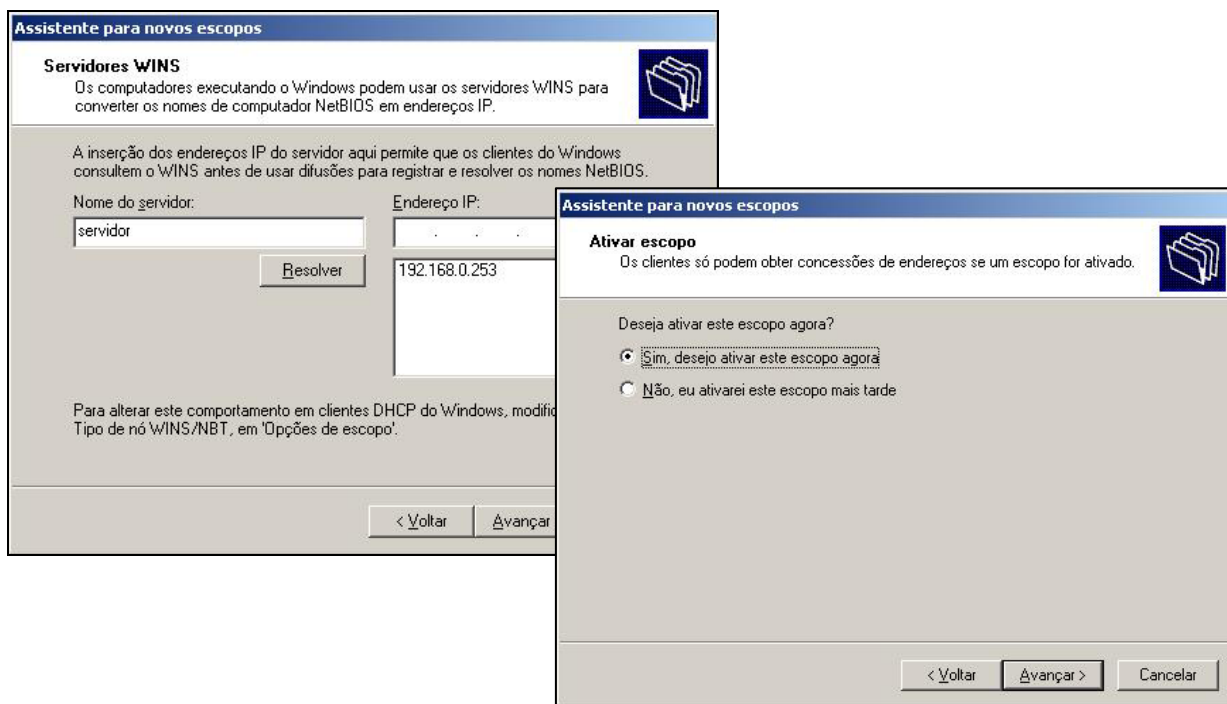 Assistente para novos escopos
Servidores WINS
Os computadores executando o Windows podem usar os servidores WINS para
converter os nomes de computador NetBIOS em endereços IP.
A inserção dos endereços IP do servidor aqui permite que os clientes do Windows
consultem o WINS antes de usar difusões para registrar e resolver os nomes NetBIOS.
Nome do servidor:
Endereço IP:
servidor
. . .
Resolver
192.168.0.253
Para alterar este comportamento em clientes DHCP do Windows,
Tipo de nó WINS/NBT, em 'Opções de escopo'.
< Voltar
Avançar
Assistente para novos escopos
Ativar escopo
Os clientes só podem obter concessões de endereços se um escopo for ativado.
Deseja ativar este escopo agora?
Sim, desejo ativar este escopo agora
Não, eu ativarei este escopo mais tarde
< Voltar
Avançar >
Cancelar